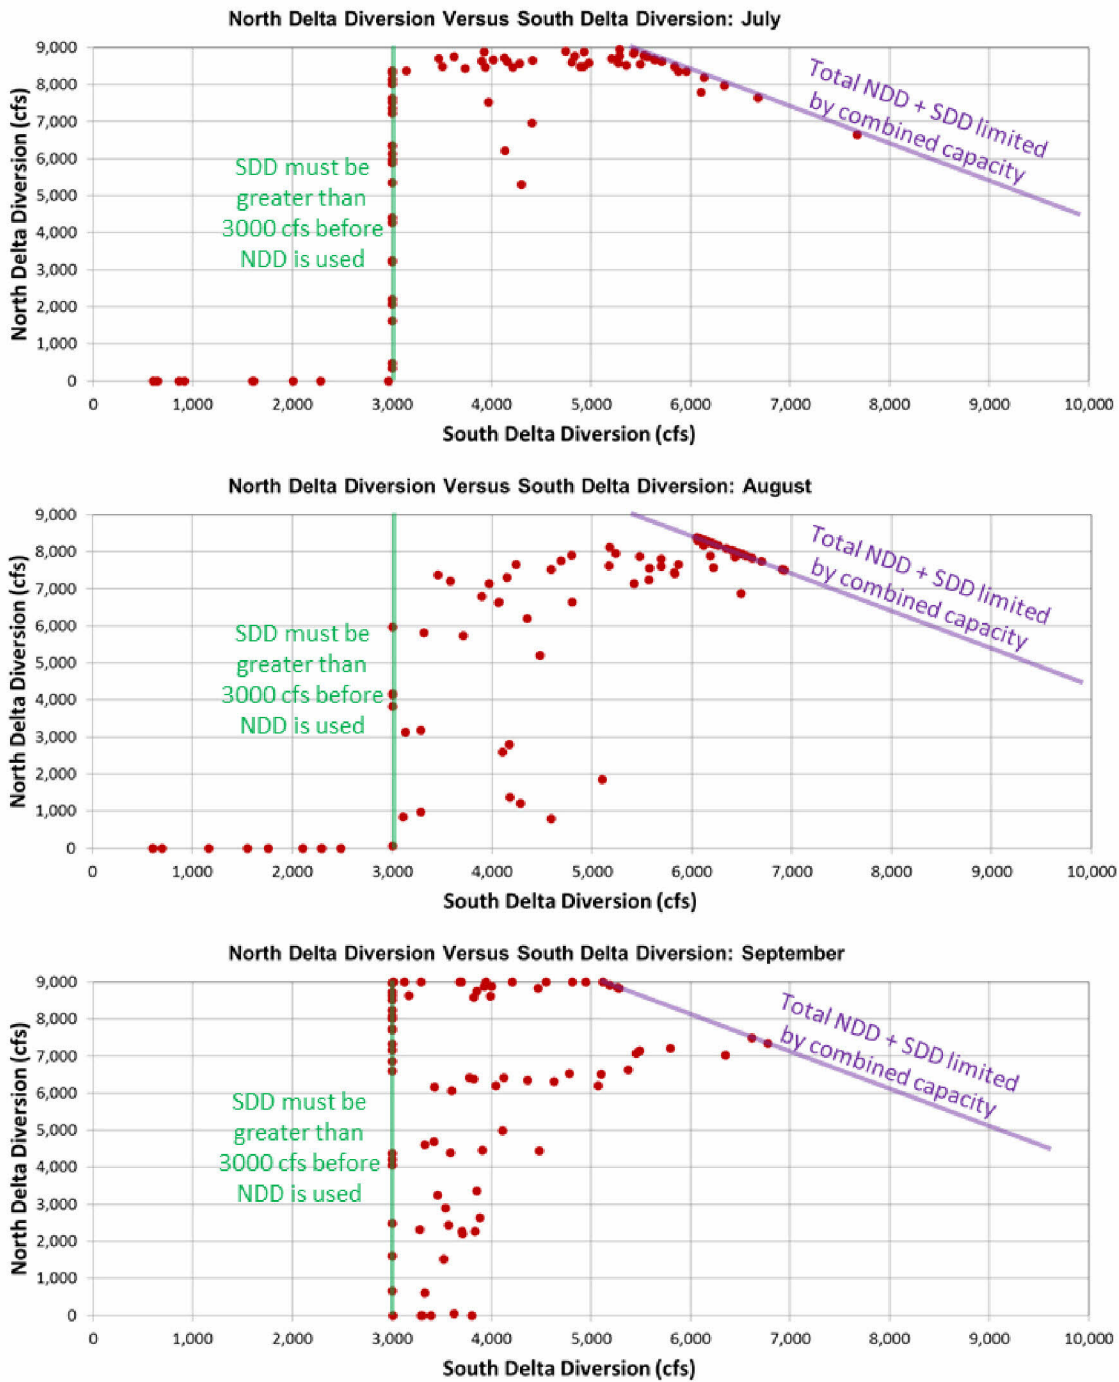 North Delta Diversion Versus South Delta Diversion: July
North Delta Diversion (cfs)
9,000
8,000
7,000
6,000
5,000
4,000
3,000
2,000
1,000
0
SDD must be
greater than
3000 cfs before
NDD is used
Total NDD + SDD limited
by combined capacity
0 1,000 2,000 3,000 4,000 5,000 6,000 7,000 8,000 9,000 10,000
South Delta Diversion (cfs)
North Delta Diversion Versus South Delta Diversion: August
North Delta Diversion (cfs)
9,000
8,000
7,000
6,000
5,000
4,000
3,000
2,000
1,000
0
SDD must be
greater than
3000 cfs before
NDD is used
Total NDD + SDD limited
by combined capacity
0 1,000 2,000 3,000 4,000 5,000 6,000 7,000 8,000 9,000 10,000
South Delta Diversion (cfs)
North Delta Diversion Versus South Delta Diversion: September
North Delta Diversion (cfs)
9,000
8,000
7,000
6,000
5,000
4,000
3,000
2,000
1,000
0
SDD must be
greater than
3000 cfs before
NDD is used
Total NDD + SDD limited
by combined capacity
0 1,000 2,000 3,000 4,000 5,000 6,000 7,000 8,000 9,000 10,000
South Delta Diversion (cfs)